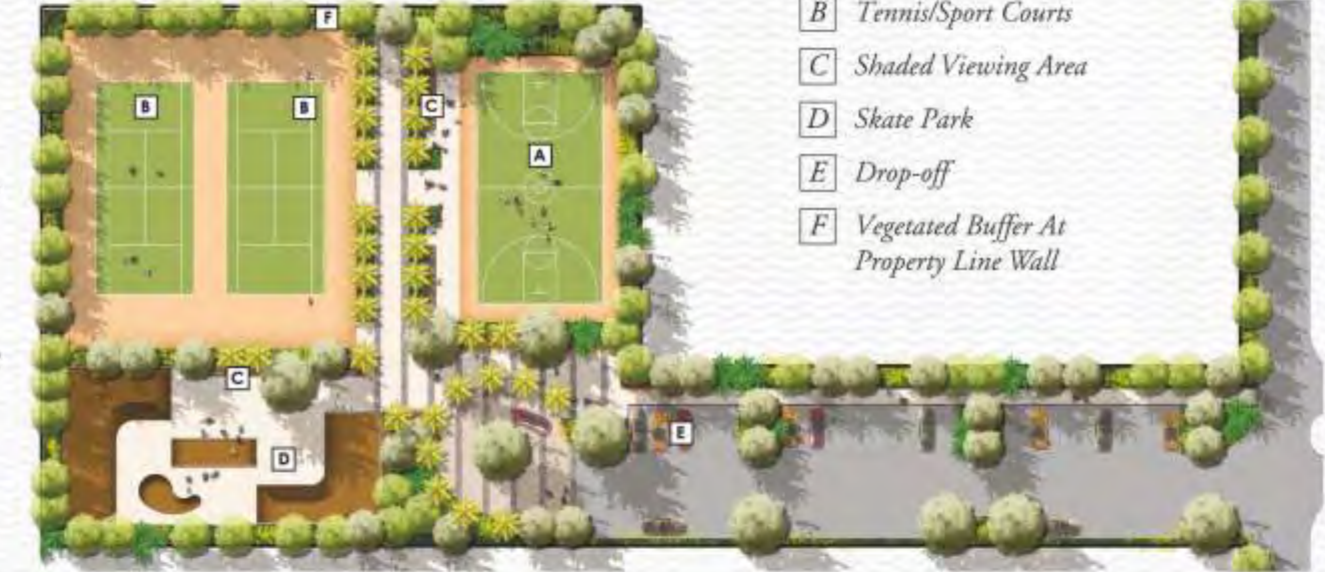 F
B Tennis/Sport Courts
B
B
C
C Shaded Viewing Area
A
D Skate Park
E Drop-off
F Vegetated Buffer At
Property Line Wall
C
E
D